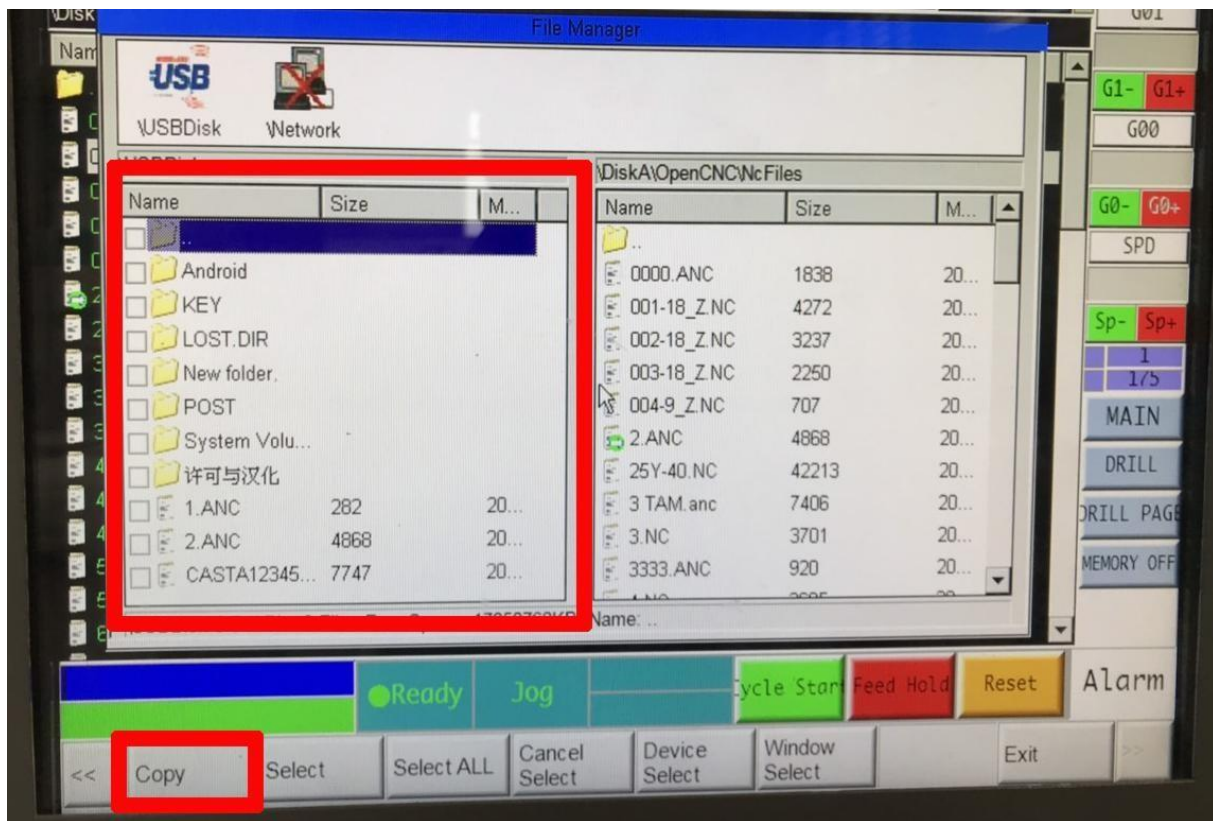 \Disk
File Manager
G01
Nam
USB
\USBDisk
\Network
G1-
G1+
G00
\DiskA\OpenCNC\NcFiles
Name
Size
M...
Name
Size
M...
G0-
G0+
..
..
SPD
Android
0000.ANC
1838
20...
KEY
001-18_Z.NC
4272
20...
LOST.DIR
002-18_Z.NC
3237
20...
Sp-
Sp+
New folder.
003-18_Z.NC
2250
20...
1
175
POST
004-9_Z.NC
707
20...
MAIN
System Volu...
2.ANC
4868
20...
许可与汉化
25Y-40.NC
42213
20...
DRILL
1.ANC
282
20...
3 TAM.anc
7406
20...
DRILL PAGE
2.ANC
4868
20...
3.NC
3701
20...
MEMORY OFF
CASTA12345...
7747
20...
3333.ANC
920
20...
Name: ..
Ready
Jog
Cycle Start
Feed Hold
Reset
Alarm
<<
Copy
Select
Select ALL
Cancel
Select
Device
Select
Window
Select
Exit
>>